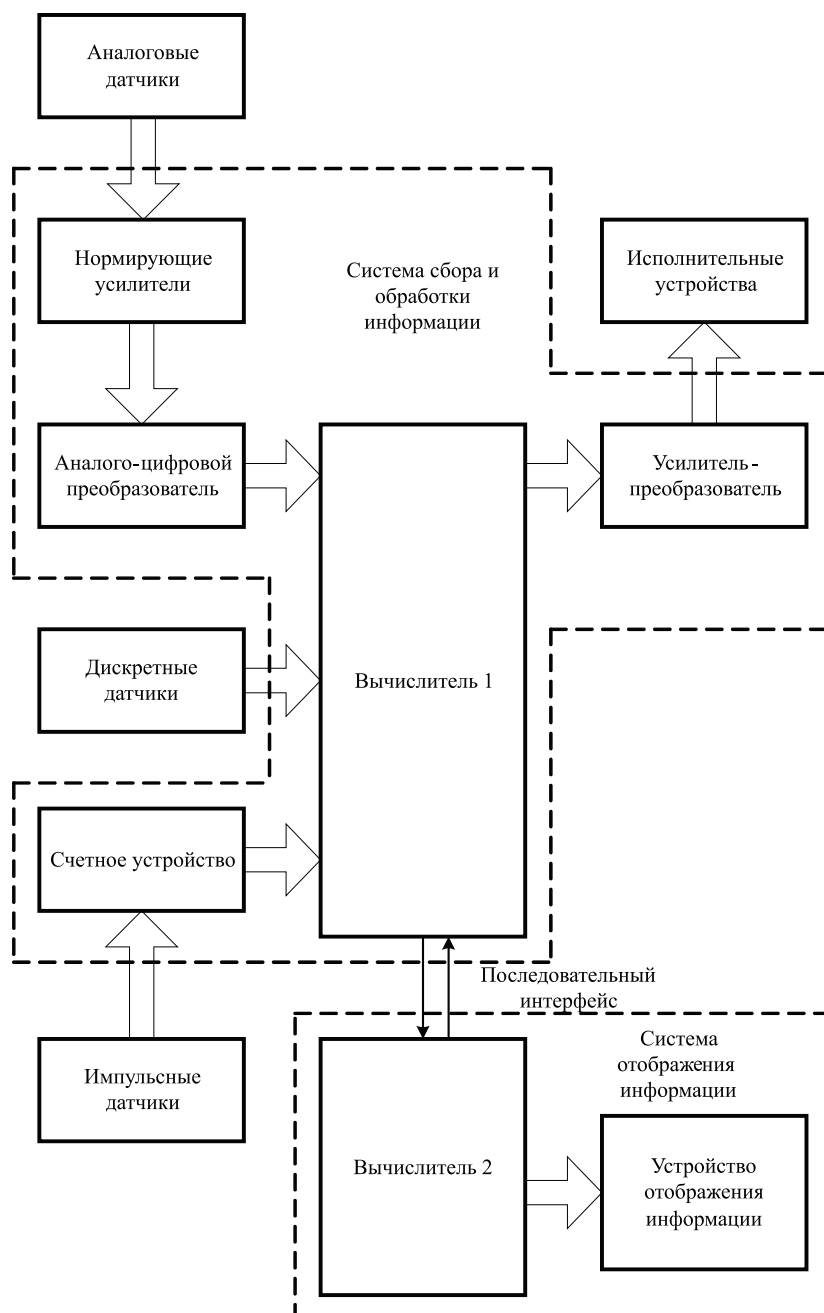 Аналоговые
датчики
Нормирующие
усилители
Система сбора и
обработки
информации
Исполнительные
устройства
Аналого-цифровой
преобразователь
Усилитель-
преобразователь
Дискретные
датчики
Вычислитель 1
Счетное устройство
Последовательный
интерфейс
Импульсные
датчики
Система
отображения
информации
Вычислитель 2
Устройство
отображения
информации